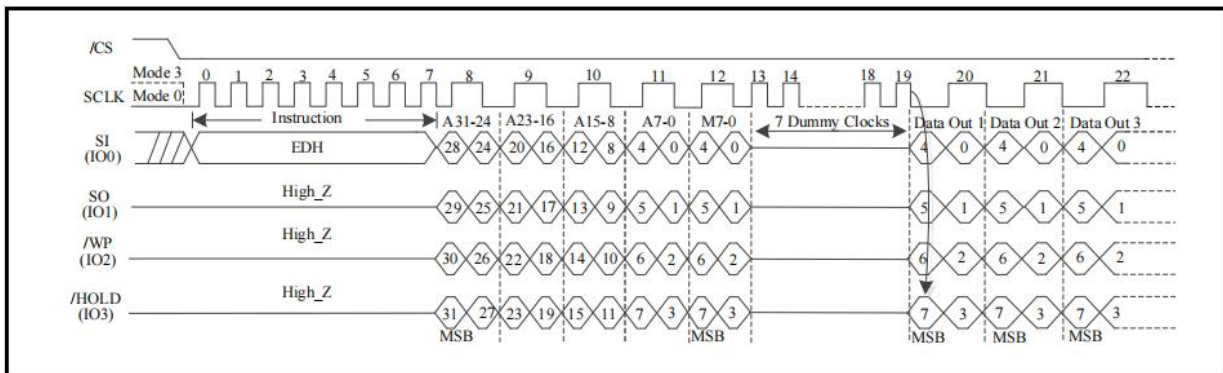 /CS
Mode 3 0 1 2 3 4 5 6 7 8 9 10 11 12 13 14 18 19 20 21 22
SCLK Mode 0
Instruction A31-24 A23-16 A15-8 A7-0 M7-0 7 Dummy Clocks Data Out 1 Data Out 2 Data Out 3
SI
(IO0) EDH 28 24 20 16 12 8 4 0 4 0 4 0 4 0 4 0
High_Z
SO
(IO1) 29 25 21 17 13 9 5 1 5 1 5 1 5 1 5 1
High_Z
/WP
(IO2) 30 26 22 18 14 10 6 2 6 2 6 2 6 2 6 2
High_Z
/HOLD
(IO3) 31 27 23 19 15 11 7 3 7 3 7 3 7 3 7 3
MSB MSB MSB MSB MSB